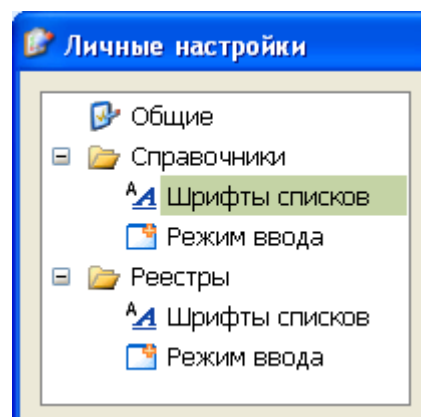 Личные настройки
Общие
Справочники
Шрифты списков
Режим ввода
Реестры
Шрифты списков
Режим ввода